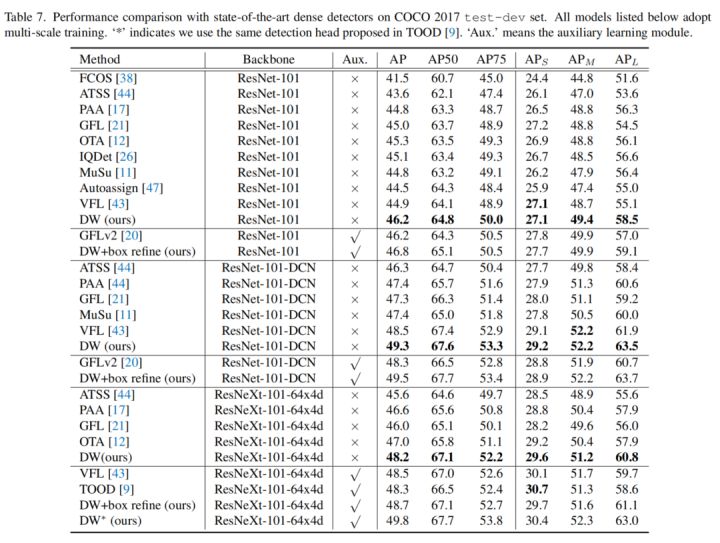 Table 7. Performance comparison with state-of-the-art dense detectors on COCO 2017 test-dev set. All models listed below adopt
multi-scale training. ‘*’ indicates we use the same detection head proposed in TOOD [9]. ‘Aux.’ means the auxiliary learning module.
Method Backbone Aux. AP AP50 AP75 APS APM APL
FCOS [38] ResNet-101 × 41.5 60.7 45.0 24.4 44.8 51.6
ATSS [44] ResNet-101 × 43.6 62.1 47.4 26.1 47.0 53.6
PAA [17] ResNet-101 × 44.8 63.3 48.7 26.5 48.8 56.3
GFL [21] ResNet-101 × 45.0 63.7 48.9 27.2 48.8 54.5
OTA [12] ResNet-101 × 45.3 63.5 49.3 26.9 48.8 56.1
IQDet [26] ResNet-101 × 45.1 63.4 49.3 26.7 48.5 56.6
MuSu [11] ResNet-101 × 44.8 63.2 49.1 26.2 47.9 56.4
Autoassign [47] ResNet-101 × 44.5 64.3 48.4 25.9 47.4 55.0
VFL [43] ResNet-101 × 44.9 64.1 48.9 27.1 48.7 55.1
DW (ours) ResNet-101 × 46.2 64.8 50.0 27.1 49.4 58.5
GFLv2 [20] ResNet-101 √ 46.2 64.3 50.5 27.8 49.9 57.0
DW+box refine (ours) ResNet-101 √ 46.8 65.1 50.5 27.7 49.9 59.1
ATSS [44] ResNet-101-DCN × 46.3 64.7 50.4 27.7 49.8 58.4
PAA [44] ResNet-101-DCN × 47.4 65.7 51.6 27.9 51.3 60.6
GFL [21] ResNet-101-DCN × 47.3 66.3 51.4 28.0 51.1 59.2
MuSu [11] ResNet-101-DCN × 47.4 65.0 51.8 27.8 50.5 60.0
VFL [43] ResNet-101-DCN × 48.5 67.4 52.9 29.1 52.2 61.9
DW (ours) ResNet-101-DCN × 49.3 67.6 53.3 29.2 52.2 63.5
GFLv2 [20] ResNet-101-DCN √ 48.3 66.5 52.8 28.8 51.9 60.7
DW+box refine (ours) ResNet-101-DCN √ 49.5 67.7 53.4 28.9 52.2 63.7
ATSS [44] ResNeXt-101-64x4d × 45.6 64.6 49.7 28.5 48.9 55.6
PAA [17] ResNeXt-101-64x4d × 46.6 65.6 50.8 28.8 50.4 57.9
GFL [21] ResNeXt-101-64x4d × 46.0 65.1 50.1 28.2 49.6 56.0
OTA [12] ResNeXt-101-64x4d × 47.0 65.8 51.1 29.2 50.4 57.9
DW(ours) ResNeXt-101-64x4d × 48.2 67.1 52.2 29.6 51.2 60.8
VFL [43] ResNeXt-101-64x4d √ 48.5 67.0 52.6 30.1 51.7 59.7
TOOD [9] ResNeXt-101-64x4d √ 48.3 66.5 52.4 30.7 51.3 58.6
DW+box refine (ours) ResNeXt-101-64x4d √ 48.7 67.1 52.7 29.7 51.6 61.1
DW* (ours) ResNeXt-101-64x4d √ 49.8 67.7 53.8 30.4 52.3 63.0